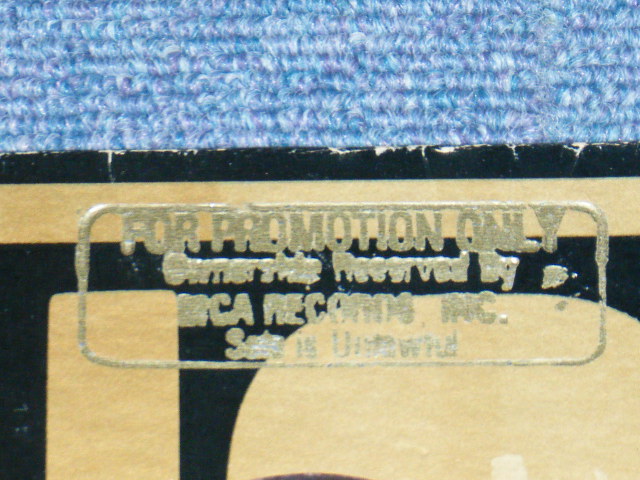 FOR PROMOTION ONLY
Ownership Reserved By
MCA RECORDS, INC.
Sale is Unlawful